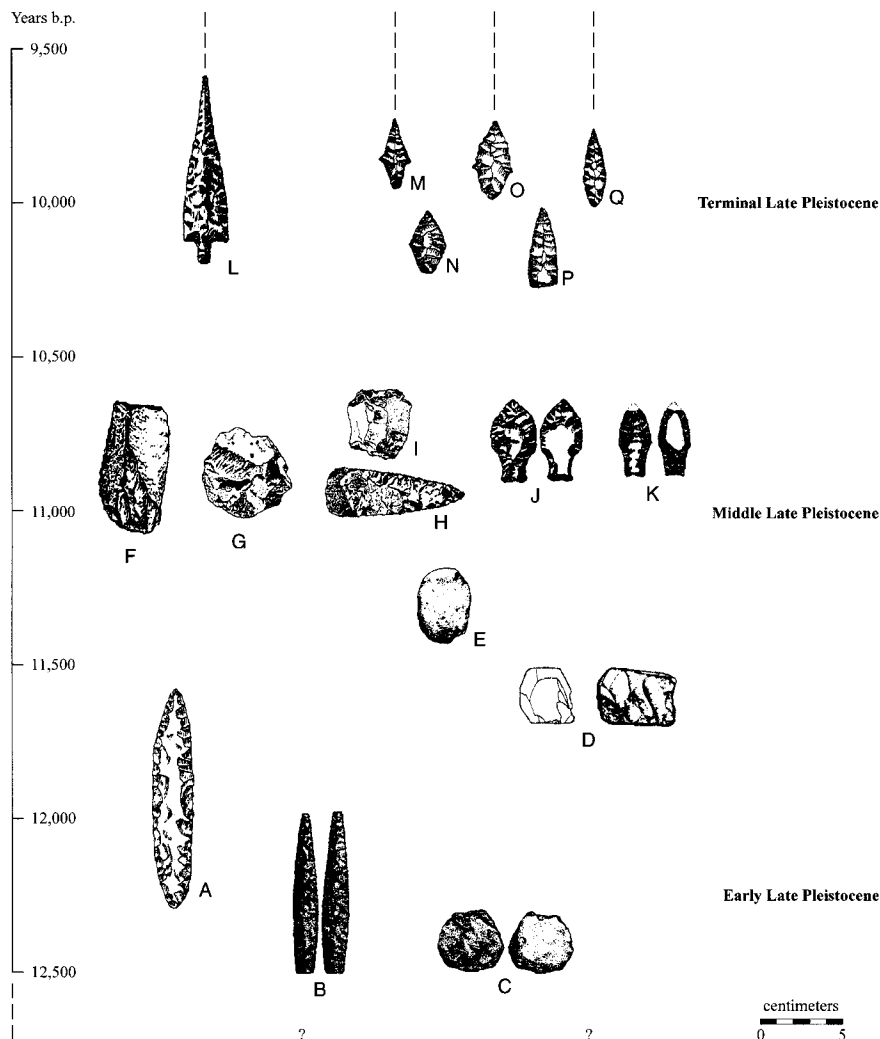 Years b.p.
9,500
M
O
Q
10,000
Terminal Late Pleistocene
L
N
P
10,500
I
J
K
H
11,000
Middle Late Pleistocene
F
G
E
11,500
D
12,000
A
Early Late Pleistocene
12,500
B
C
centimeters
0 5
? ?